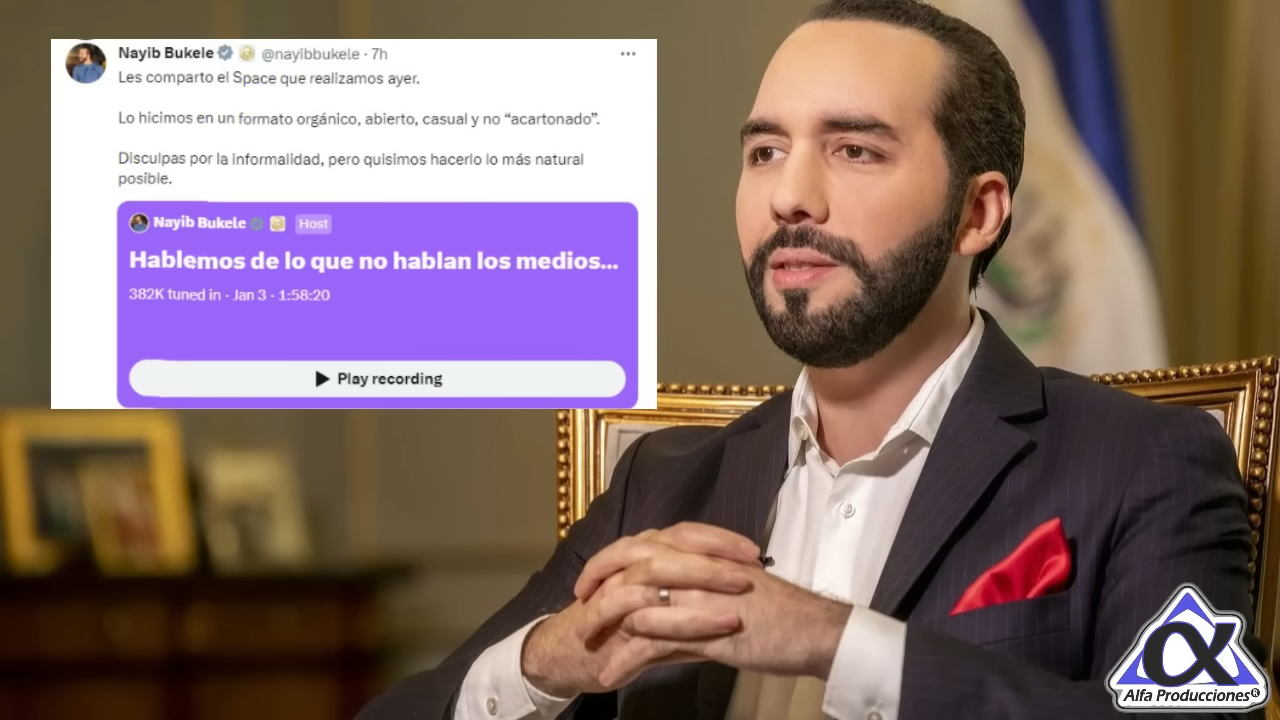 Nayib Bukele @nayibbukele · 7h
Les comparto el Space que realizamos ayer.
Lo hicimos en un formato orgánico, abierto, casual y no “acartonado”.
Disculpas por la informalidad, pero quisimos hacerlo lo más natural
posible.
Nayib Bukele Host
Hablemos de lo que no hablan los medios...
382K tuned in · Jan 3 · 1:58:20
Play recording
α
Alfa Producciones®